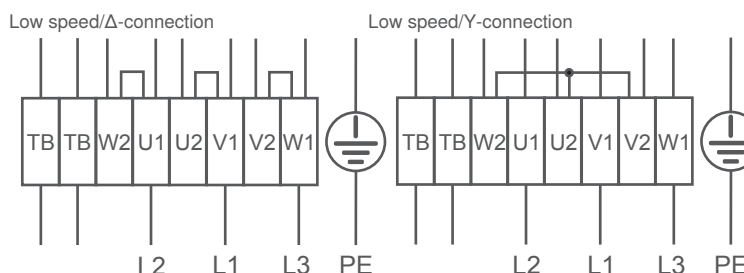 Low speed/Δ-connection
Low speed/Y-connection
TB TB W2 U1 U2 V1 V2 W1
TB TB W2 U1 U2 V1 V2 W1
L2 L1 L3 PE
L2 L1 L3 PE